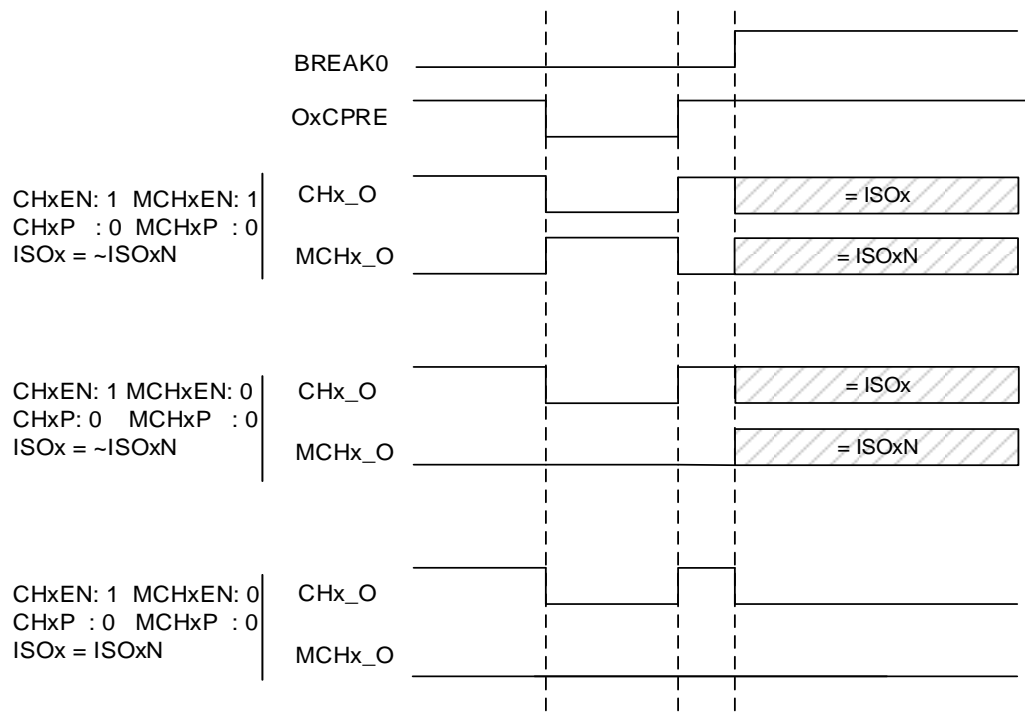 BREAK0
OxCPRE
CHxEN: 1 MCHxEN: 1
CHxP : 0 MCHxP : 0
ISOx = ~ISOxN
CHx_O
= ISOx
MCHx_O
= ISOxN
CHxEN: 1 MCHxEN: 0
CHxP: 0 MCHxP : 0
ISOx = ~ISOxN
CHx_O
= ISOx
MCHx_O
= ISOxN
CHxEN: 1 MCHxEN: 0
CHxP : 0 MCHxP : 0
ISOx = ISOxN
CHx_O
MCHx_O